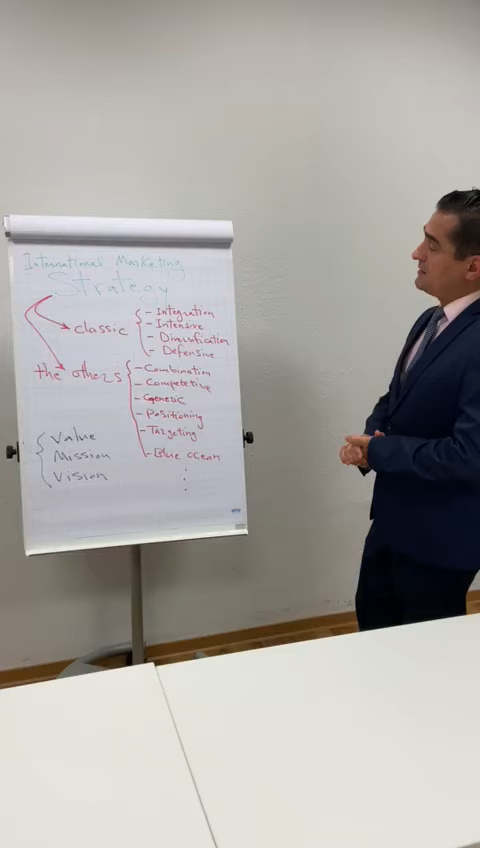 International Marketing
Strategy
classic
- Integration
- Intensive
- Diversification
- Defensive
the others
- Combination
- Competetive
- Generic
- Positioning
- Targeting
- Blue ocean
Value
Mission
Vision